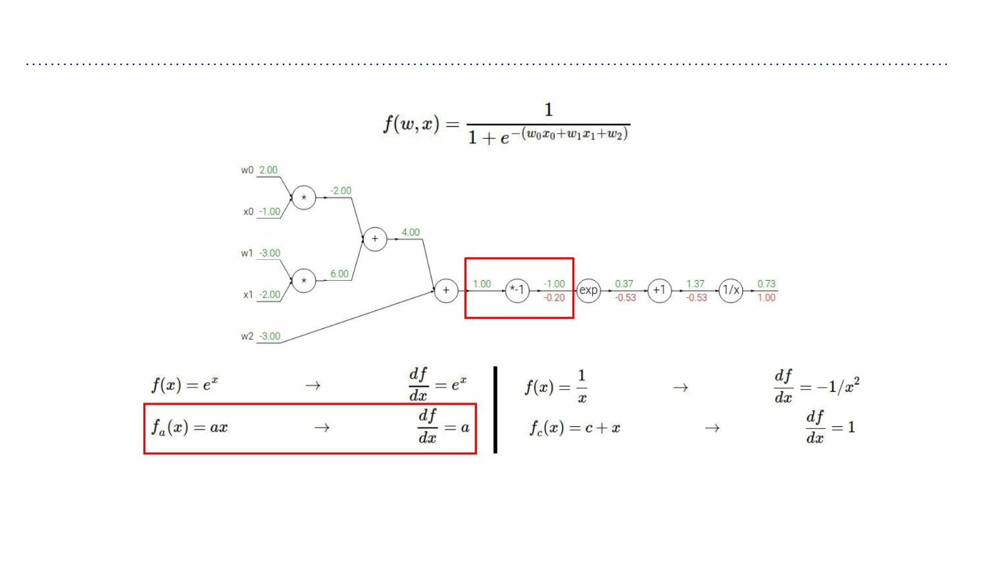 f(w, x) = 1 / (1 + e^{-(w_0x_0+w_1x_1+w_2)})
w0 2.00
* -2.00
x0 -1.00
+ 4.00
w1 -3.00
* 6.00
x1 -2.00
+ 1.00 *-1 -1.00 exp 0.37 +1 1.37 1/x 0.73
-0.20 -0.53 -0.53 1.00
w2 -3.00
f(x) = e^x → df/dx = e^x
f_a(x) = ax → df/dx = a
f(x) = 1/x → df/dx = -1/x^2
f_c(x) = c + x → df/dx = 1